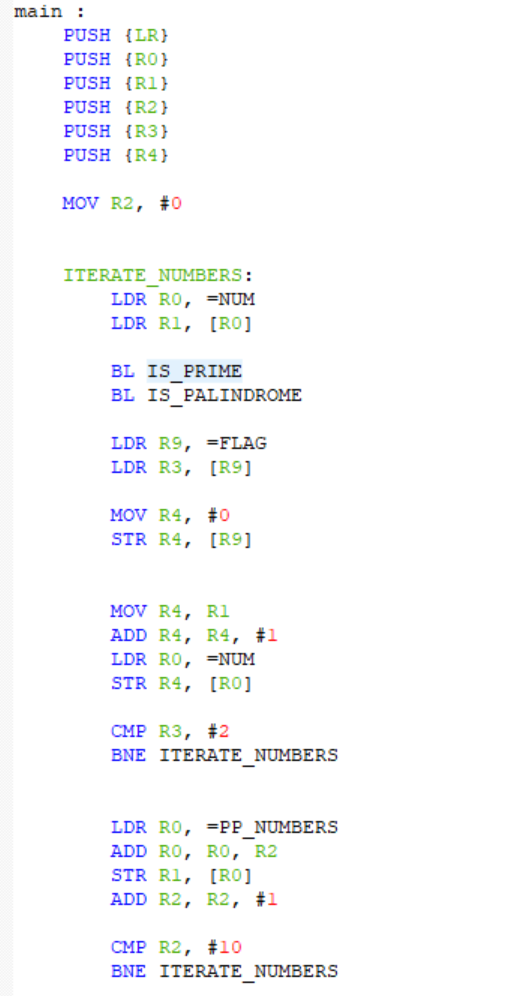 main :
PUSH {LR}
PUSH {R0}
PUSH {R1}
PUSH {R2}
PUSH {R3}
PUSH {R4}
MOV R2, #0
ITERATE_NUMBERS:
LDR R0, =NUM
LDR R1, [R0]
BL IS_PRIME
BL IS_PALINDROME
LDR R9, =FLAG
LDR R3, [R9]
MOV R4, #0
STR R4, [R9]
MOV R4, R1
ADD R4, R4, #1
LDR R0, =NUM
STR R4, [R0]
CMP R3, #2
BNE ITERATE_NUMBERS
LDR R0, =PP_NUMBERS
ADD R0, R0, R2
STR R1, [R0]
ADD R2, R2, #1
CMP R2, #10
BNE ITERATE_NUMBERS